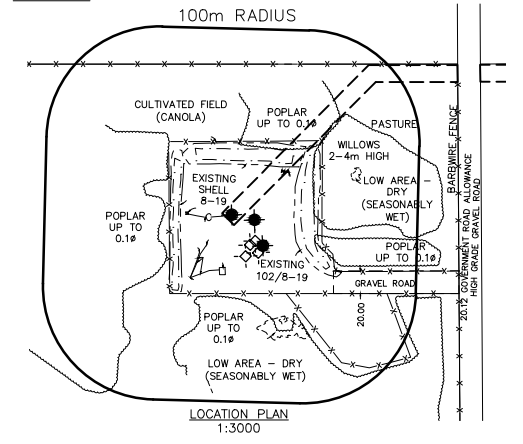 100m RADIUS
CULTIVATED FIELD
(CANOLA)
POPLAR
UP TO 0.1ø
PASTURE
WILLOWS
2-4m HIGH
BARBWIRE FENCE
EXISTING
SHELL
8-19
LOW AREA -
DRY
(SEASONABLY
WET)
POPLAR
UP TO
0.1ø
POPLAR
UP TO 0.1ø
EXISTING
102/8-19
GRAVEL ROAD
20.00
20.12 GOVERNMENT ROAD ALLOWANCE
HIGH GRADE GRAVEL ROAD
POPLAR
UP TO
0.1ø
LOW AREA - DRY
(SEASONABLY WET)
LOCATION PLAN
1:3000